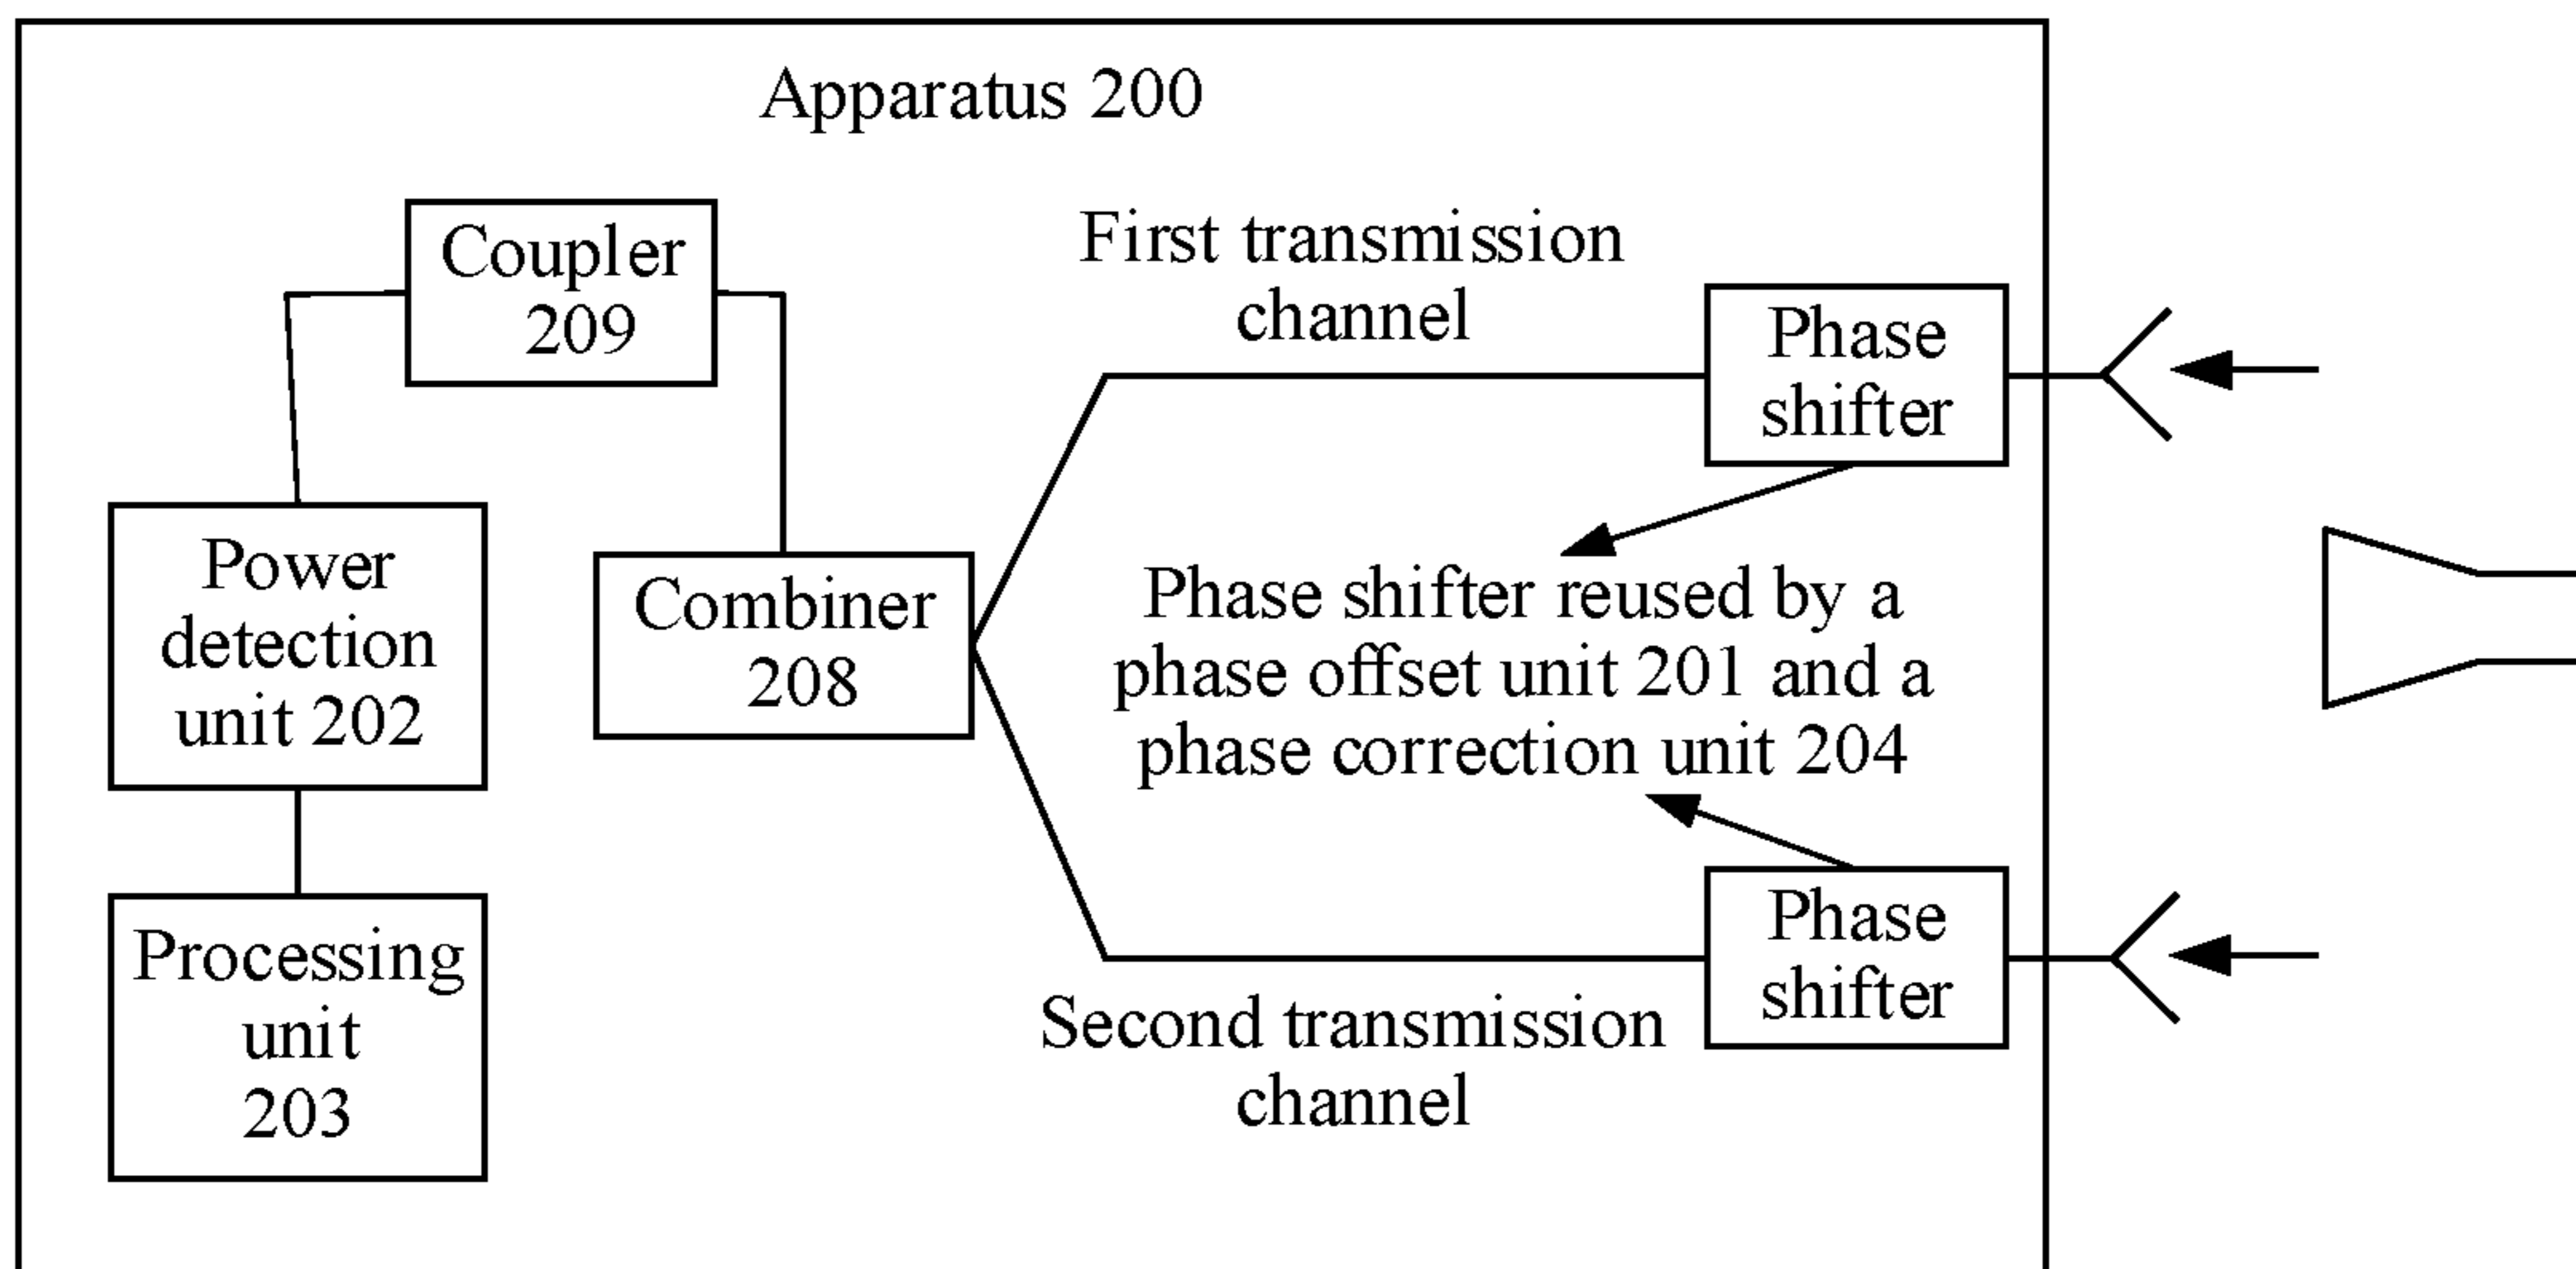 Apparatus 200
Coupler
209
First transmission
channel
Phase
shifter
Power
detection
unit 202
Combiner
208
Phase shifter reused by a
phase offset unit 201 and a
phase correction unit 204
Processing
unit
203
Phase
shifter
Second transmission
channel